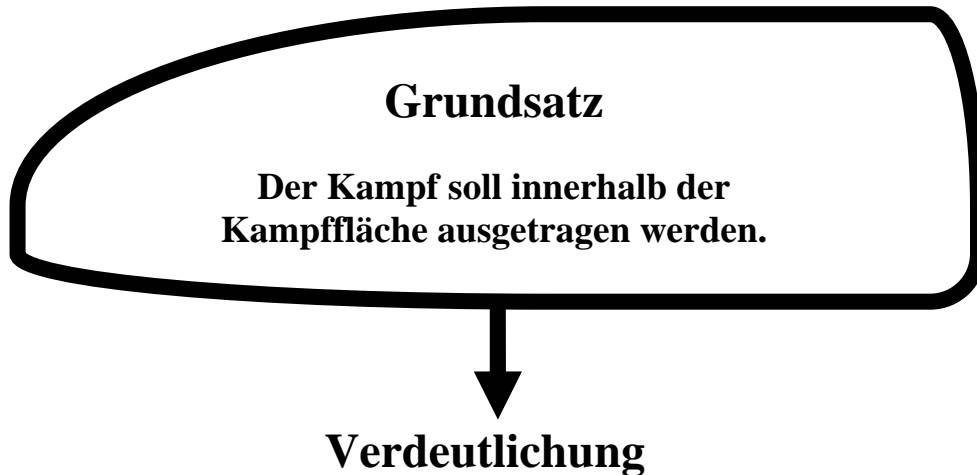 Grundsatz
Der Kampf soll innerhalb der
Kampffläche ausgetragen werden.
Verdeutlichung